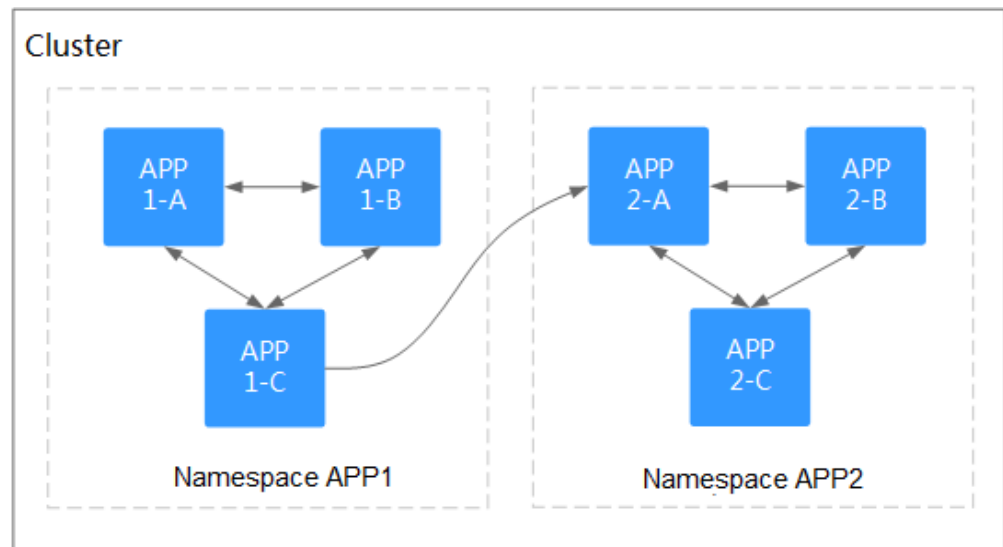 Cluster
APP
1-A
APP
1-B
APP
1-C
Namespace APP1
APP
2-A
APP
2-B
APP
2-C
Namespace APP2